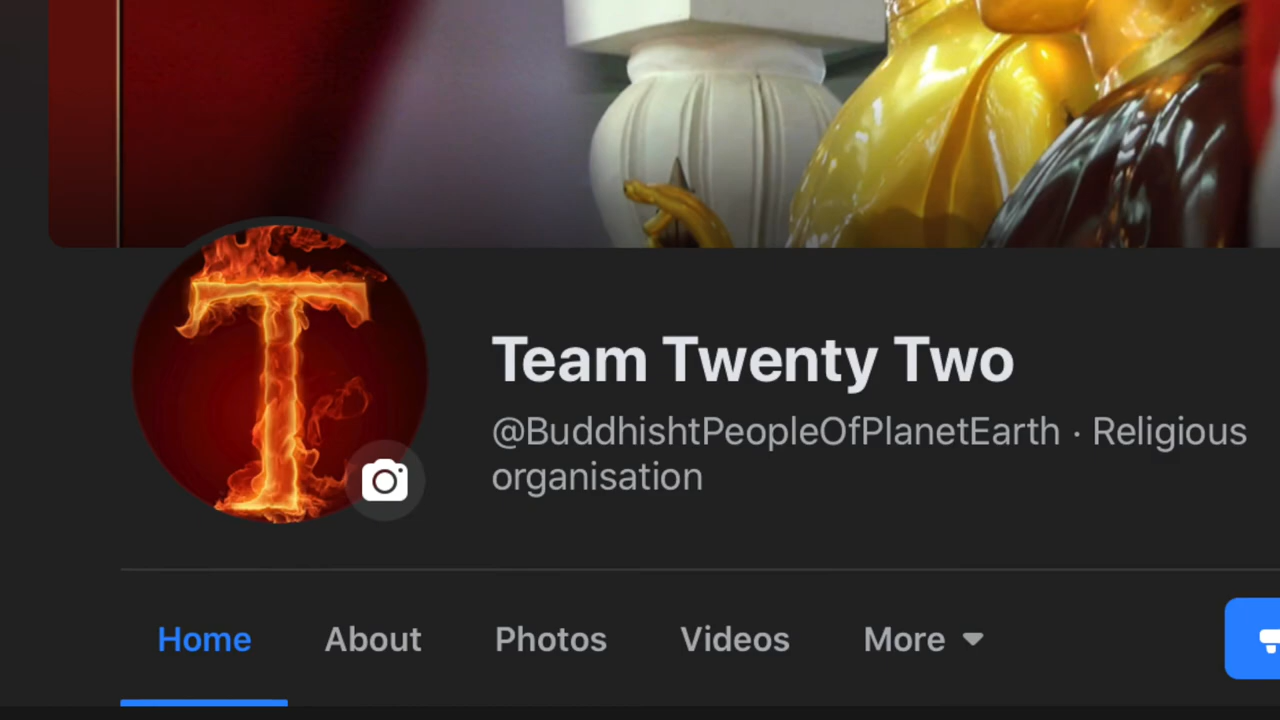 T
Team Twenty Two
@BuddhishtPeopleOfPlanetEarth · Religious
organisation
Home About Photos Videos More